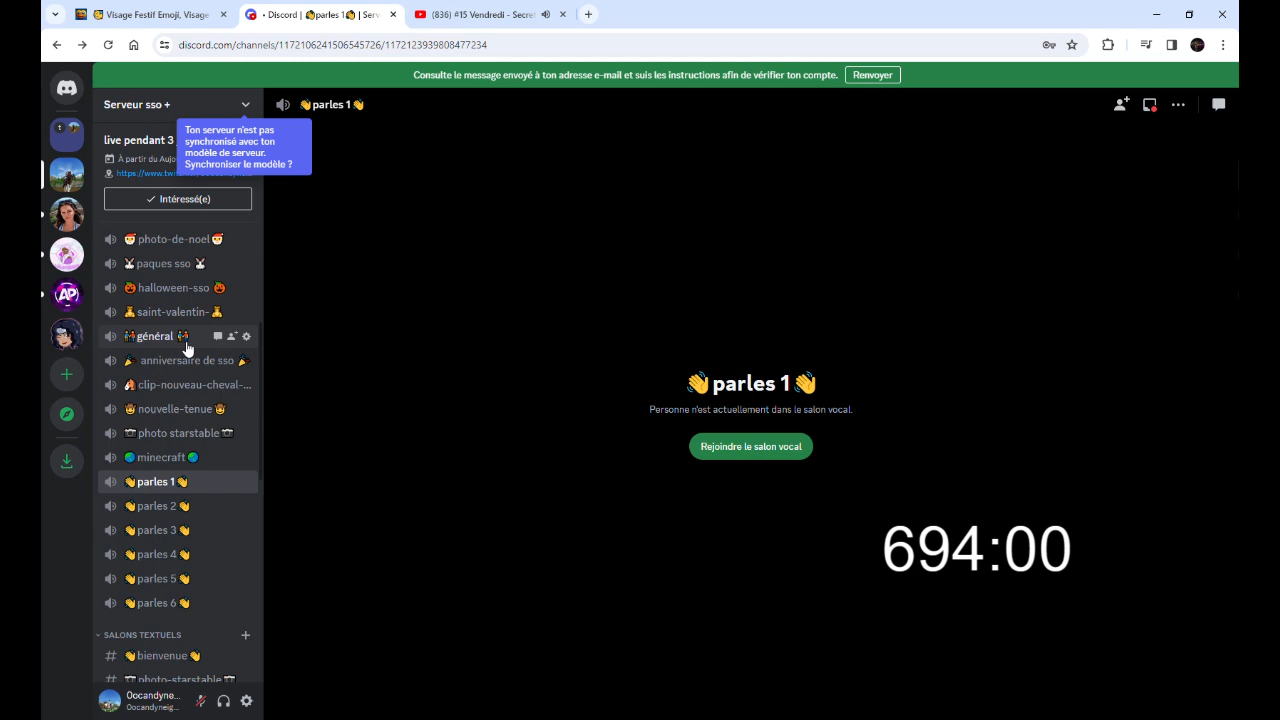 Visage Festif Emoji, Visage
• Discord | 👋parles 1👋 | Serv
(836) #15 Vendredi - Secre
discord.com/channels/1172106241506545726/1172123939808477234
Consulte le message envoyé à ton adresse e-mail et suis les instructions afin de vérifier ton compte.
Renvoyer
Serveur sso +
👋parles 1👋
Ton serveur n'est pas
synchronisé avec ton
modèle de serveur.
Synchroniser le modèle ?
live pendant 3
À partir du Aujo
https://www.tw
Intéressé(e)
🎅photo-de-noel🎅
paques sso
🎃halloween-sso 🎃
🧸saint-valentin-🧸
général
🎉 anniversaire de sso 🎉
clip-nouveau-cheval-...
🤠nouvelle-tenue🤠
📷photo starstable📷
🌏minecraft🌏
👋parles 1👋
👋parles 2👋
👋parles 3👋
👋parles 4👋
👋parles 5👋
👋parles 6👋
SALONS TEXTUELS
👋bienvenue👋
📷photo-starstable📷
Oocandyne...
Oocandyneig...
👋parles 1👋
Personne n'est actuellement dans le salon vocal.
Rejoindre le salon vocal
694:00
AP